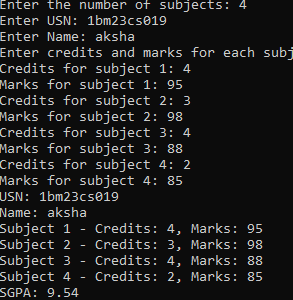 Enter the number of subjects: 4
Enter USN: 1bm23cs019
Enter Name: aksha
Enter credits and marks for each subj
Credits for subject 1: 4
Marks for subject 1: 95
Credits for subject 2: 3
Marks for subject 2: 98
Credits for subject 3: 4
Marks for subject 3: 88
Credits for subject 4: 2
Marks for subject 4: 85
USN: 1bm23cs019
Name: aksha
Subject 1 - Credits: 4, Marks: 95
Subject 2 - Credits: 3, Marks: 98
Subject 3 - Credits: 4, Marks: 88
Subject 4 - Credits: 2, Marks: 85
SGPA: 9.54